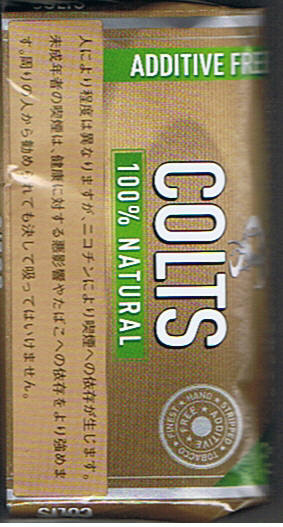 COLTS
ADDITIVE FREE
COLTS
100% NATURAL
FINEST ★ HAND ★ STRIPPED ★ TOBACCO
ADDITIVE FREE
人により程度は異なりますが、ニコチンにより喫煙への依存が生じます。
未成年者の喫煙は、健康に対する悪影響やたばこへの依存をより強めま
す。周りの人から勧められても決して吸ってはいけません。
COLTS